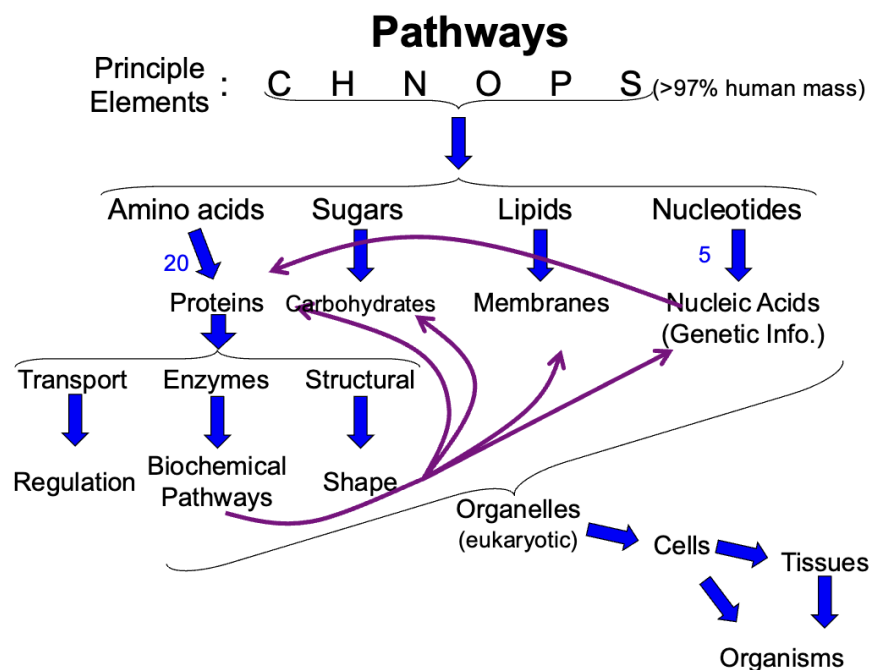 Pathways
Principle
Elements :
C H N O P S (>97% human mass)
Amino acids Sugars Lipids Nucleotides
20 5
Proteins Carbohydrates Membranes Nucleic Acids
(Genetic Info.)
Transport Enzymes Structural
Regulation Biochemical
Pathways Shape
Organelles
(eukaryotic)
Cells
Tissues
Organisms